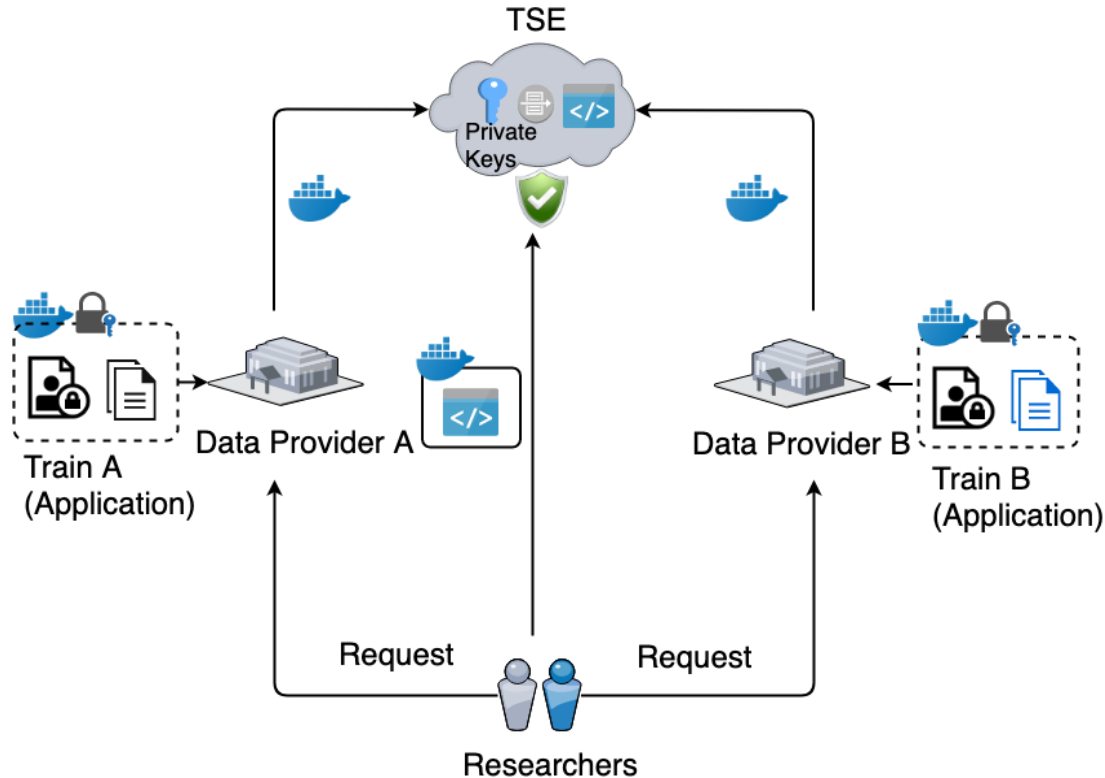 TSE
Private
Keys
</>
Data Provider A
</>
Data Provider B
Train A
(Application)
Train B
(Application)
Request
Request
Researchers